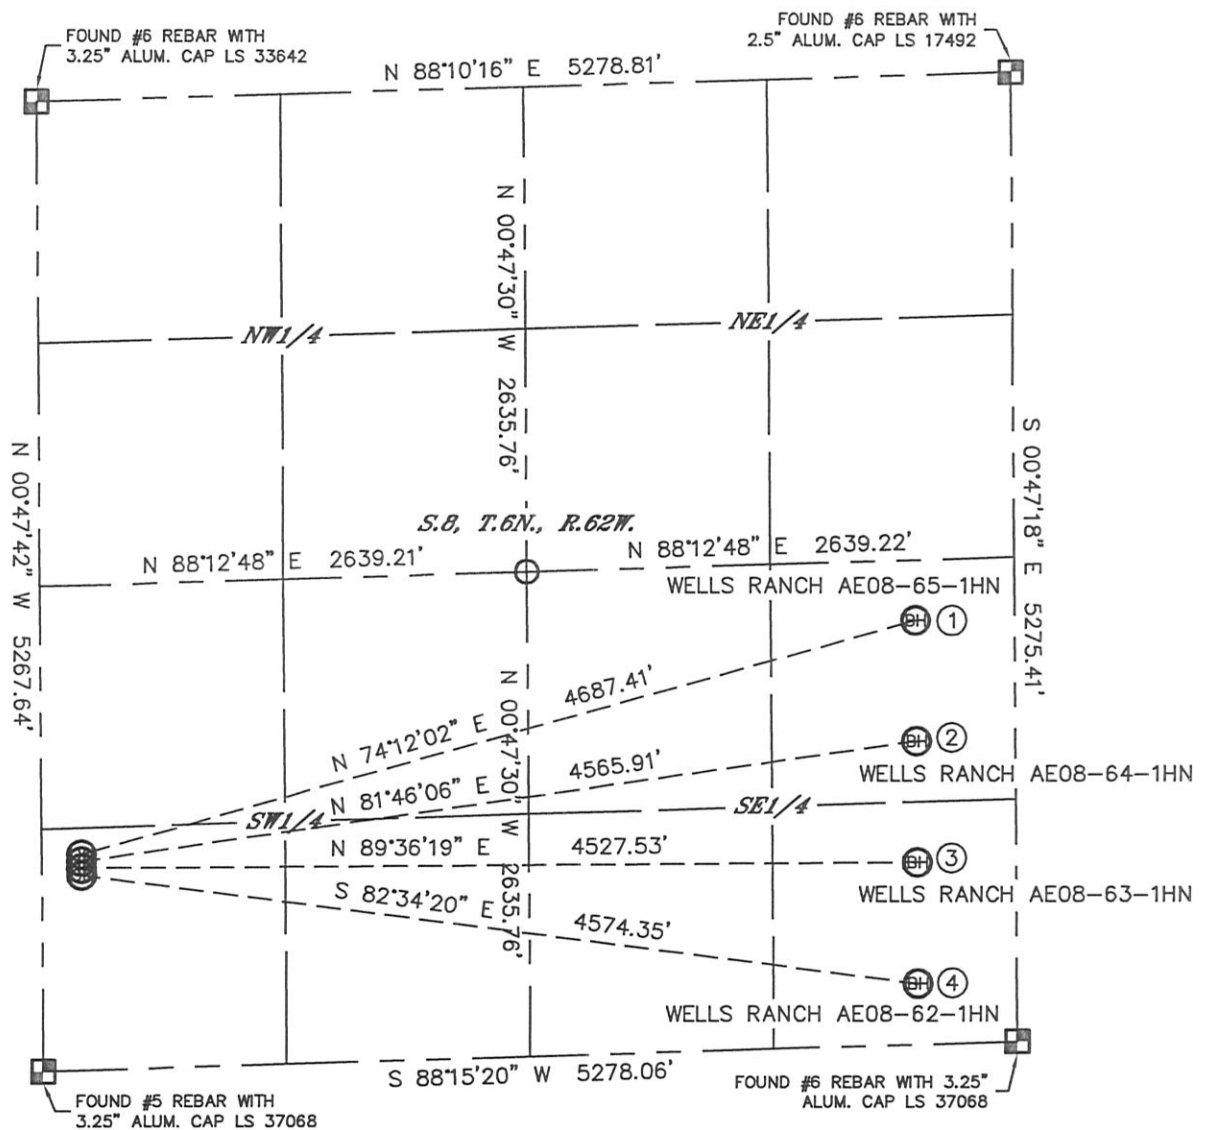 FOUND #6 REBAR WITH
3.25" ALUM. CAP LS 33642
FOUND #6 REBAR WITH
2.5" ALUM. CAP LS 17492
N 88°10'16" E 5278.81'
N 00°47'30" W 2635.76'
NW1/4
NE1/4
N 00°47'42" W 5267.64'
S 00°47'18" E 5275.41'
S.8, T.6N., R.62W.
N 88°12'48" E 2639.21'
N 88°12'48" E 2639.22'
WELLS RANCH AE08-65-1HN
BH 1
N 74°12'02" E 4687.41'
N 00°47'30" W 2635.76'
BH 2
WELLS RANCH AE08-64-1HN
N 81°46'06" E 4565.91'
SW1/4
SE1/4
N 89°36'19" E 4527.53'
BH 3
WELLS RANCH AE08-63-1HN
S 82°34'20" E 4574.35'
BH 4
WELLS RANCH AE08-62-1HN
S 88°15'20" W 5278.06'
FOUND #5 REBAR WITH
3.25" ALUM. CAP LS 37068
FOUND #6 REBAR WITH 3.25"
ALUM. CAP LS 37068